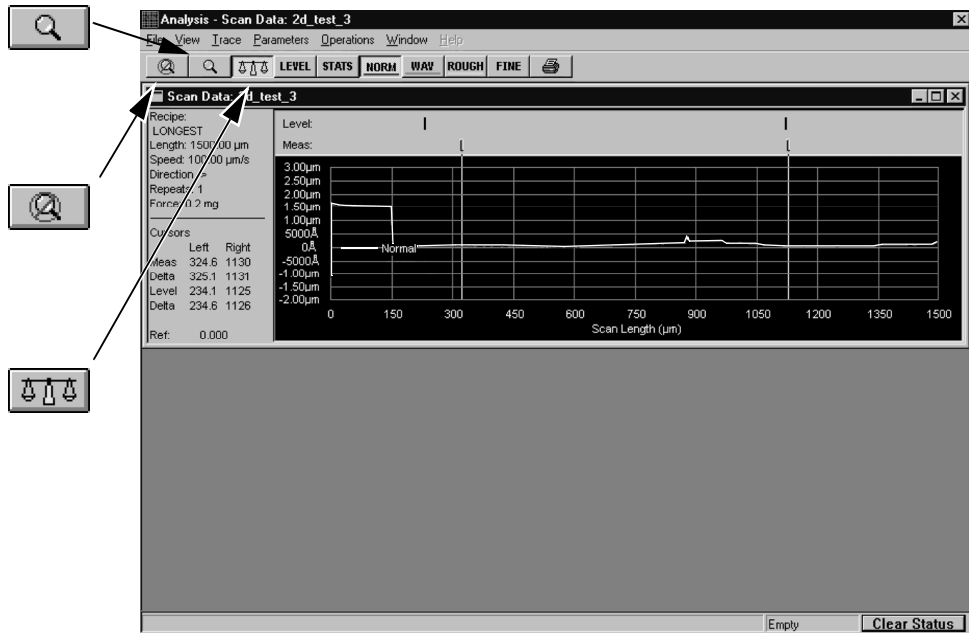 Analysis - Scan Data: 2d_test_3
File View Trace Parameters Operations Window Help
LEVEL STATS NORM WAV ROUGH FINE
Scan Data: 2d_test_3
Recipe:
LONGEST
Length: 1500.00 µm
Speed: 100.00 µm/s
Direction: >
Repeats: 1
Force: 0.2 mg
Cursors
Left Right
Meas 324.6 1130
Delta 325.1 1131
Level 234.1 1125
Delta 234.6 1126
Ref: 0.000
Level:
Meas: L L
3.00µm
2.50µm
2.00µm
1.50µm
1.00µm
5000Å
0Å
-5000Å
-1.00µm
-1.50µm
-2.00µm
Normal
0 150 300 450 600 750 900 1050 1200 1350 1500
Scan Length (µm)
Empty Clear Status